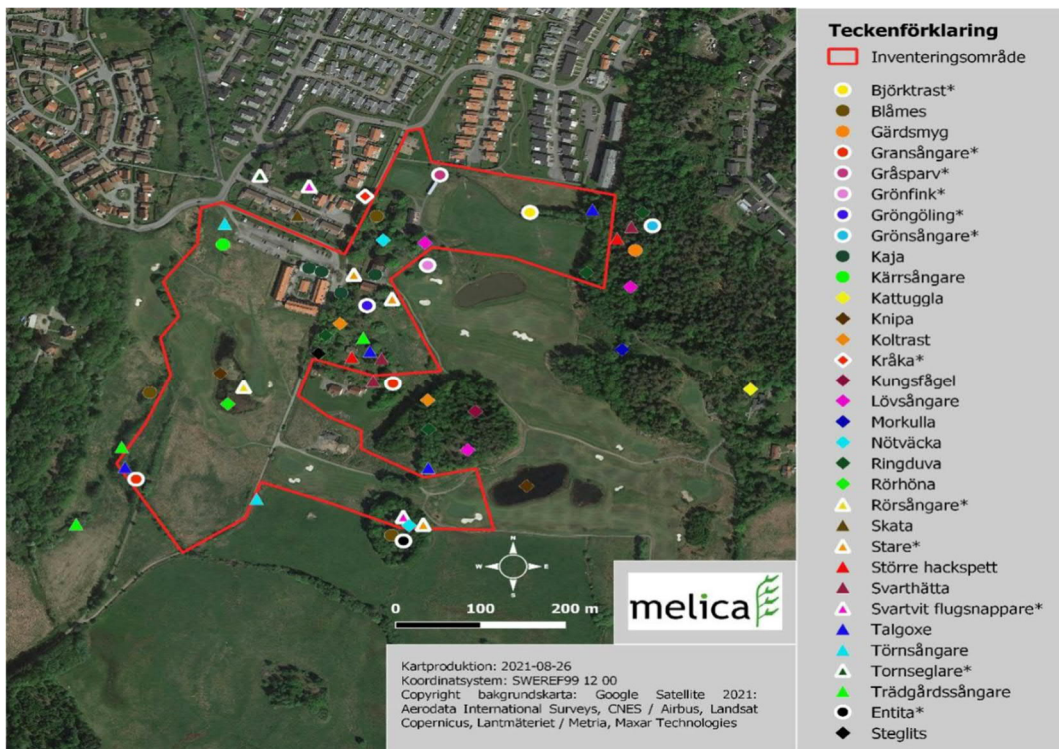 Teckenförklaring
Inventeringsområde
Björktrast*
Blåmes
Gärdsmyg
Gransångare*
Gråsparv*
Grönfink*
Gröngöling*
Grönsångare*
Kaja
Kärrsångare
Kattuggla
Knipa
Koltrast
Kråka*
Kungsfågel
Lövsångare
Morkulla
Nötväcka
Ringduva
Rörhöna
Rörsångare*
Skata
Stare*
Större hackspett
Svarthätta
Svartvit flugsnappare*
Talgoxe
Törnsångare
Tornseglare*
Trädgårdssångare
Entita*
Steglits
N
W E
S
0 100 200 m
melica
Kartproduktion: 2021-08-26
Koordinatsystem: SWEREF99 12 00
Copyright bakgrundskarta: Google Satellite 2021:
Aerodata International Surveys, CNES / Airbus, Landsat
Copernicus, Lantmäteriet / Metria, Maxar Technologies